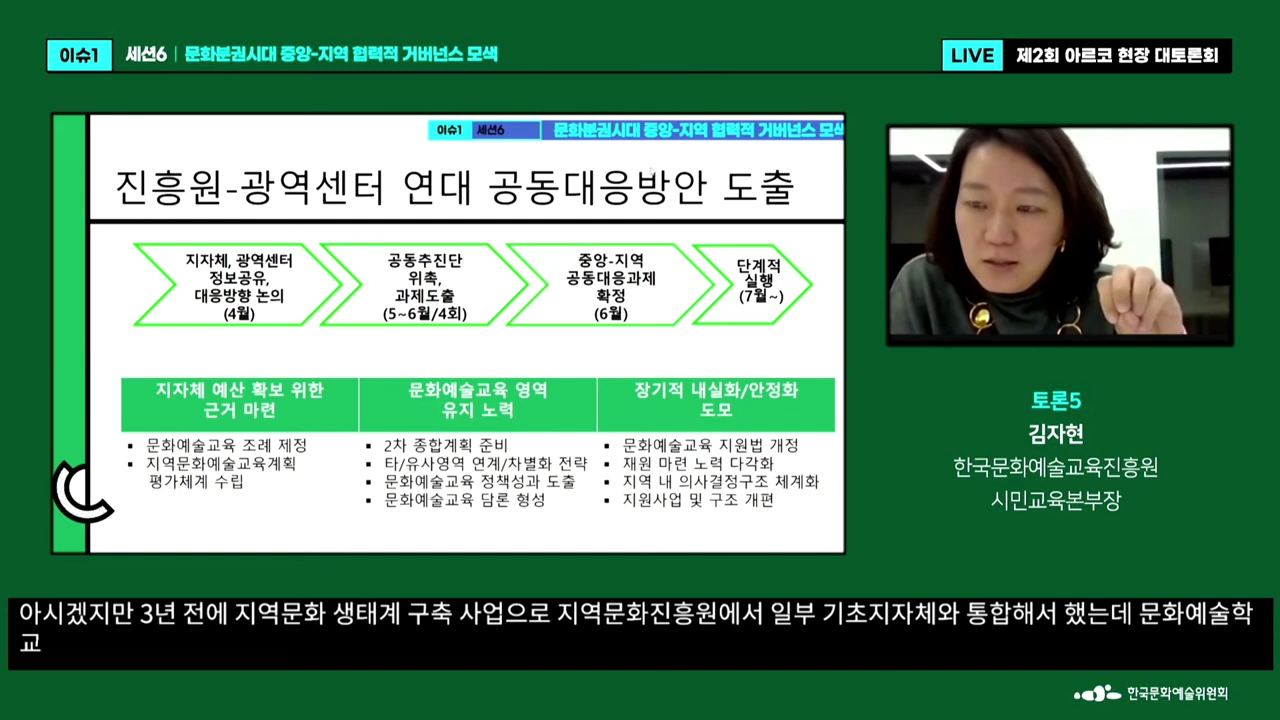 이슈1
세션6 | 문화분권시대 중앙-지역 협력적 거버넌스 모색
LIVE 제2회 아르코 현장 대토론회
이슈1 세션6 문화분권시대 중앙-지역 협력적 거버넌스 모색
진흥원-광역센터 연대 공동대응방안 도출
지자체, 광역센터
정보공유,
대응방향 논의
(4월)
공동추진단
위촉,
과제도출
(5~6월/4회)
중앙-지역
공동대응과제
확정
(6월)
단계적
실행
(7월~)
지자체 예산 확보 위한
근거 마련
▪ 문화예술교육 조례 제정
▪ 지역문화예술교육계획
평가체계 수립
문화예술교육 영역
유지 노력
▪ 2차 종합계획 준비
▪ 타/유사영역 연계/차별화 전략
▪ 문화예술교육 정책성과 도출
▪ 문화예술교육 담론 형성
장기적 내실화/안정화
도모
▪ 문화예술교육 지원법 개정
▪ 재원 마련 노력 다각화
▪ 지역 내 의사결정구조 체계화
▪ 지원사업 및 구조 개편
토론5
김자현
한국문화예술교육진흥원
시민교육본부장
아시겠지만 3년 전에 지역문화 생태계 구축 사업으로 지역문화진흥원에서 일부 기초지자체와 통합해서 했는데 문화예술학
교
한국문화예술위원회